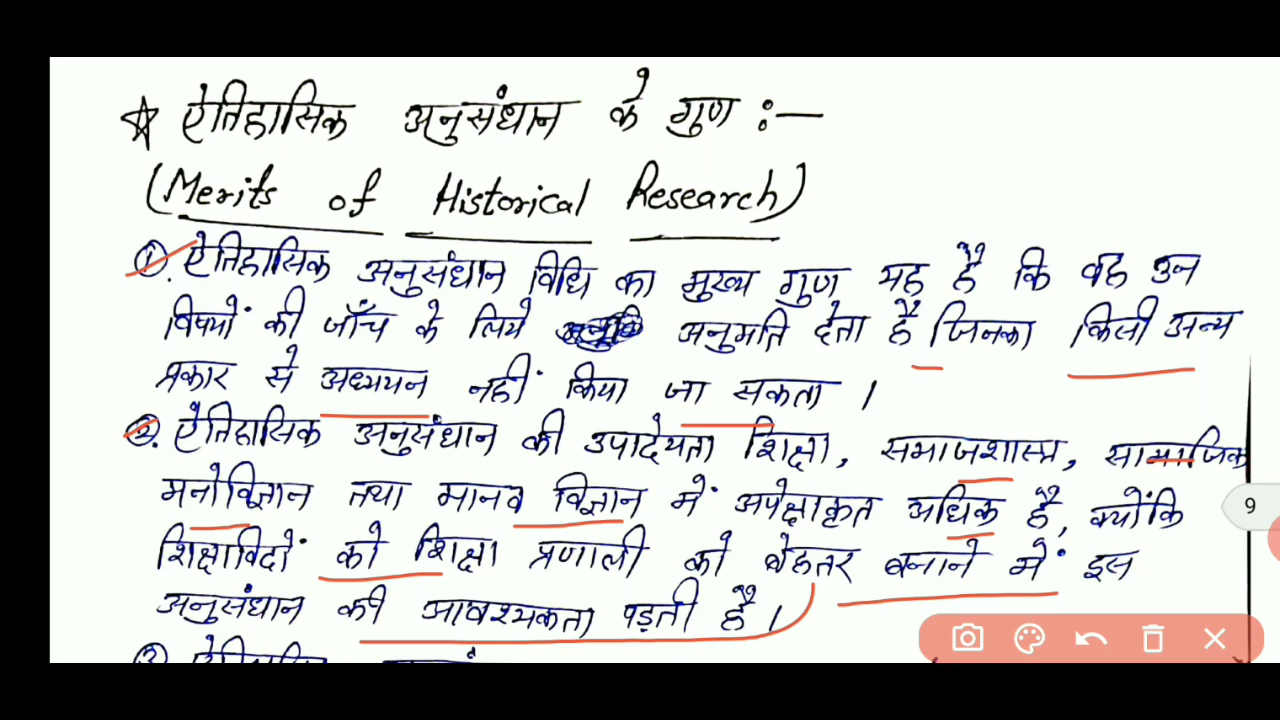 ☆ ऐतिहासिक अनुसंधान के गुण :—
(Merits of Historical Research)
①. ऐतिहासिक अनुसंधान विधि का मुख्य गुण यह है कि वह उन
विषयों की जाँच के लिये अनुमति देता है जिनका किसी अन्य
प्रकार से अध्ययन नहीं किया जा सकता ।
②. ऐतिहासिक अनुसंधान की उपादेयता शिक्षा, समाजशास्त्र, सामाजिक
मनोविज्ञान तथा मानव विज्ञान में अपेक्षाकृत अधिक है, क्योंकि
शिक्षाविदों को शिक्षा प्रणाली को बेहतर बनाने में इस
अनुसंधान की आवश्यकता पड़ती है ।
9